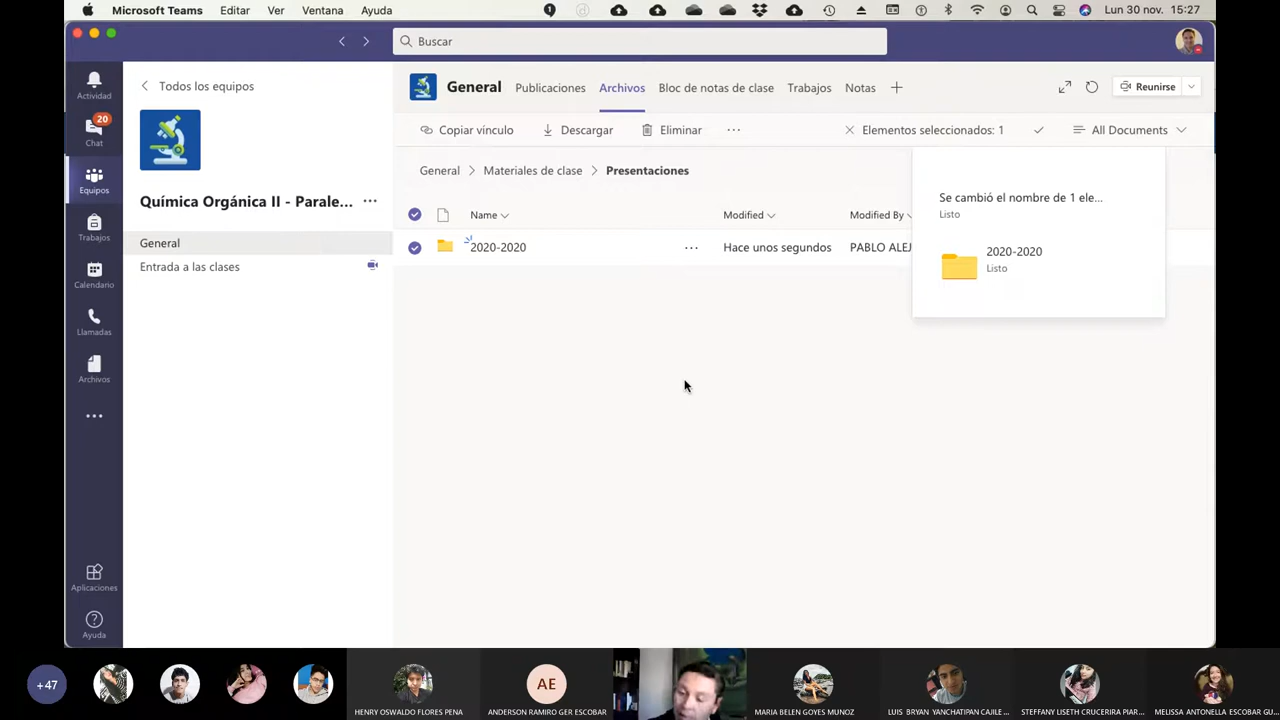 Microsoft Teams Editar Ver Ventana Ayuda Lun 30 nov. 15:27
Buscar
Actividad
20
Chat
Equipos
Trabajos
Calendario
Llamadas
Archivos
Aplicaciones
Ayuda
Todos los equipos
Química Orgánica II - Parale...
General
Entrada a las clases
General Publicaciones Archivos Bloc de notas de clase Trabajos Notas
Reunirse
Copiar vínculo Descargar Eliminar Elementos seleccionados: 1 All Documents
General Materiales de clase Presentaciones
Name Modified Modified By
2020-2020 Hace unos segundos PABLO ALEJ
Se cambió el nombre de 1 ele...
Listo
2020-2020
Listo
+47
HENRY OSWALDO FLORES PENA
AE
ANDERSON RAMIRO GER ESCOBAR
MARIA BELEN GOYES MUNOZ
LUIS BRYAN YANCHATIPAN CAJILE...
STEFFANY LISETH CRUCERIRA PIAR...
MELISSA ANTONELLA ESCOBAR GU...